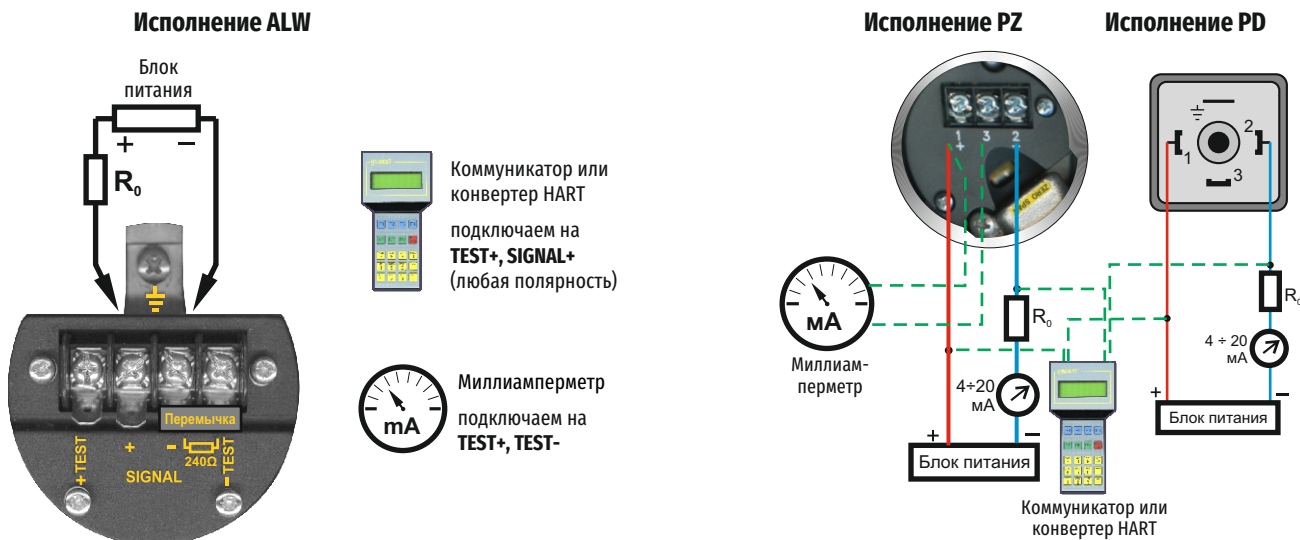 Исполнение ALW
Блок
питания
+ −
R₀
Перемычка
+ TEST
+
-
240Ω
- TEST
SIGNAL
Коммуникатор или
конвертер HART
подключаем на
TEST+, SIGNAL+
(любая полярность)
mA
Миллиамперметр
подключаем на
TEST+, TEST-
Исполнение PZ
1 3 2
+ −
ZERO SPAN
мА
Миллиам-
перметр
R₀
4÷20
мА
+ −
Блок питания
Коммуникатор или
конвертер HART
Исполнение PD
1
2
3
R₀
4 ÷ 20
мА
+ −
Блок питания